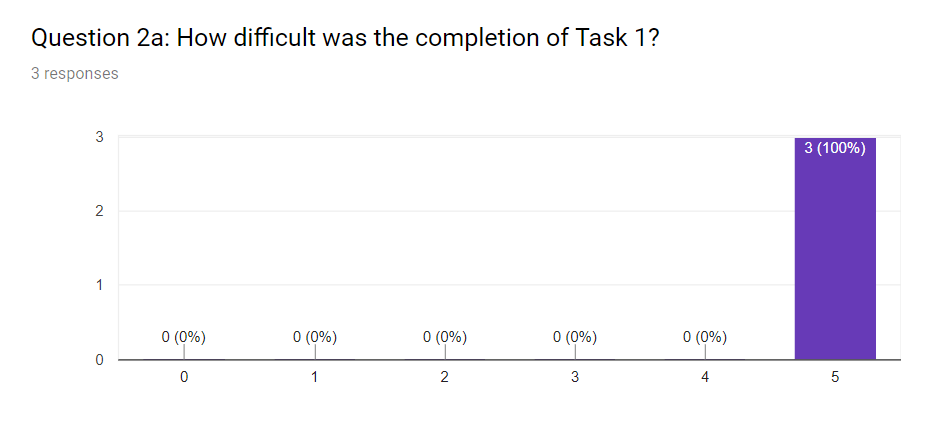 Question 2a: How difficult was the completion of Task 1?
3 responses
3
3 (100%)
2
1
0 (0%) 0 (0%) 0 (0%) 0 (0%) 0 (0%)
0
0 1 2 3 4 5